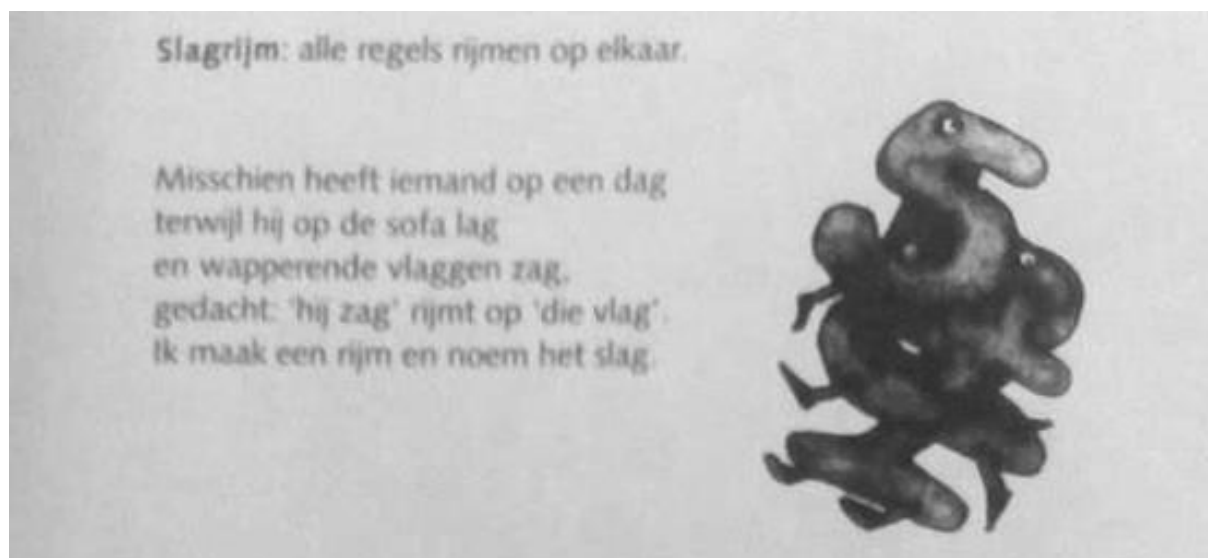 Slagrijm: alle regels rijmen op elkaar.
Misschien heeft iemand op een dag
terwijl hij op de sofa lag
en wapperende vlaggen zag,
gedacht: 'hij zag' rijmt op 'die vlag'.
Ik maak een rijm en noem het slag.